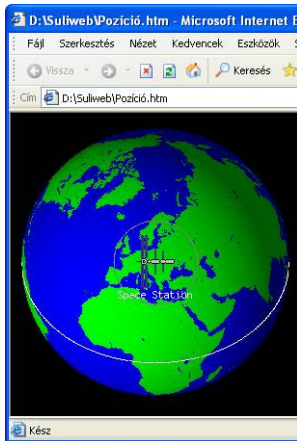 D:\Suliweb\Pozíció.htm - Microsoft Internet E
Fájl Szerkesztés Nézet Kedvencek Eszközök
Vissza Keresés
Cím D:\Suliweb\Pozíció.htm
Space Station
Kész